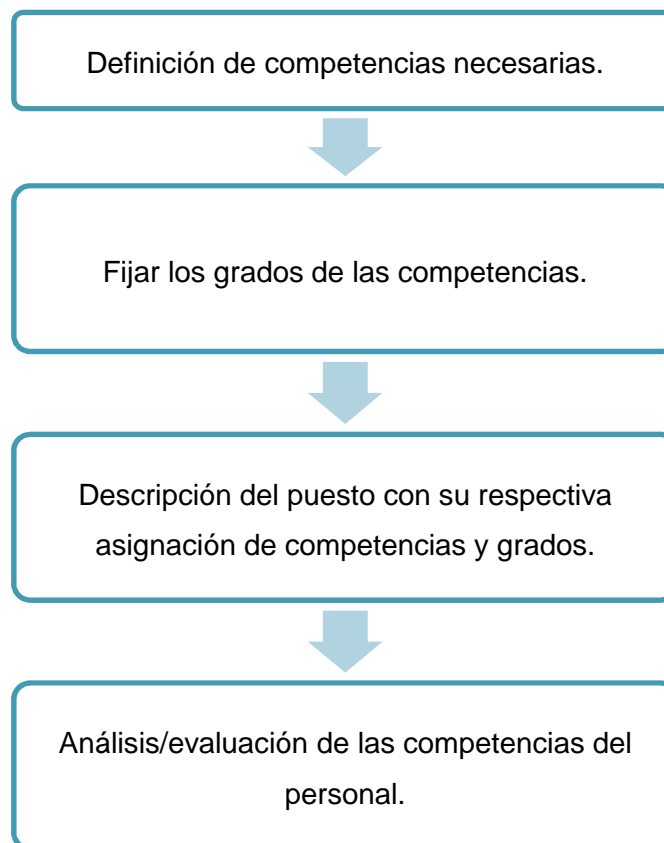 Definición de competencias necesarias.
Fijar los grados de las competencias.
Descripción del puesto con su respectiva
asignación de competencias y grados.
Análisis/evaluación de las competencias del
personal.